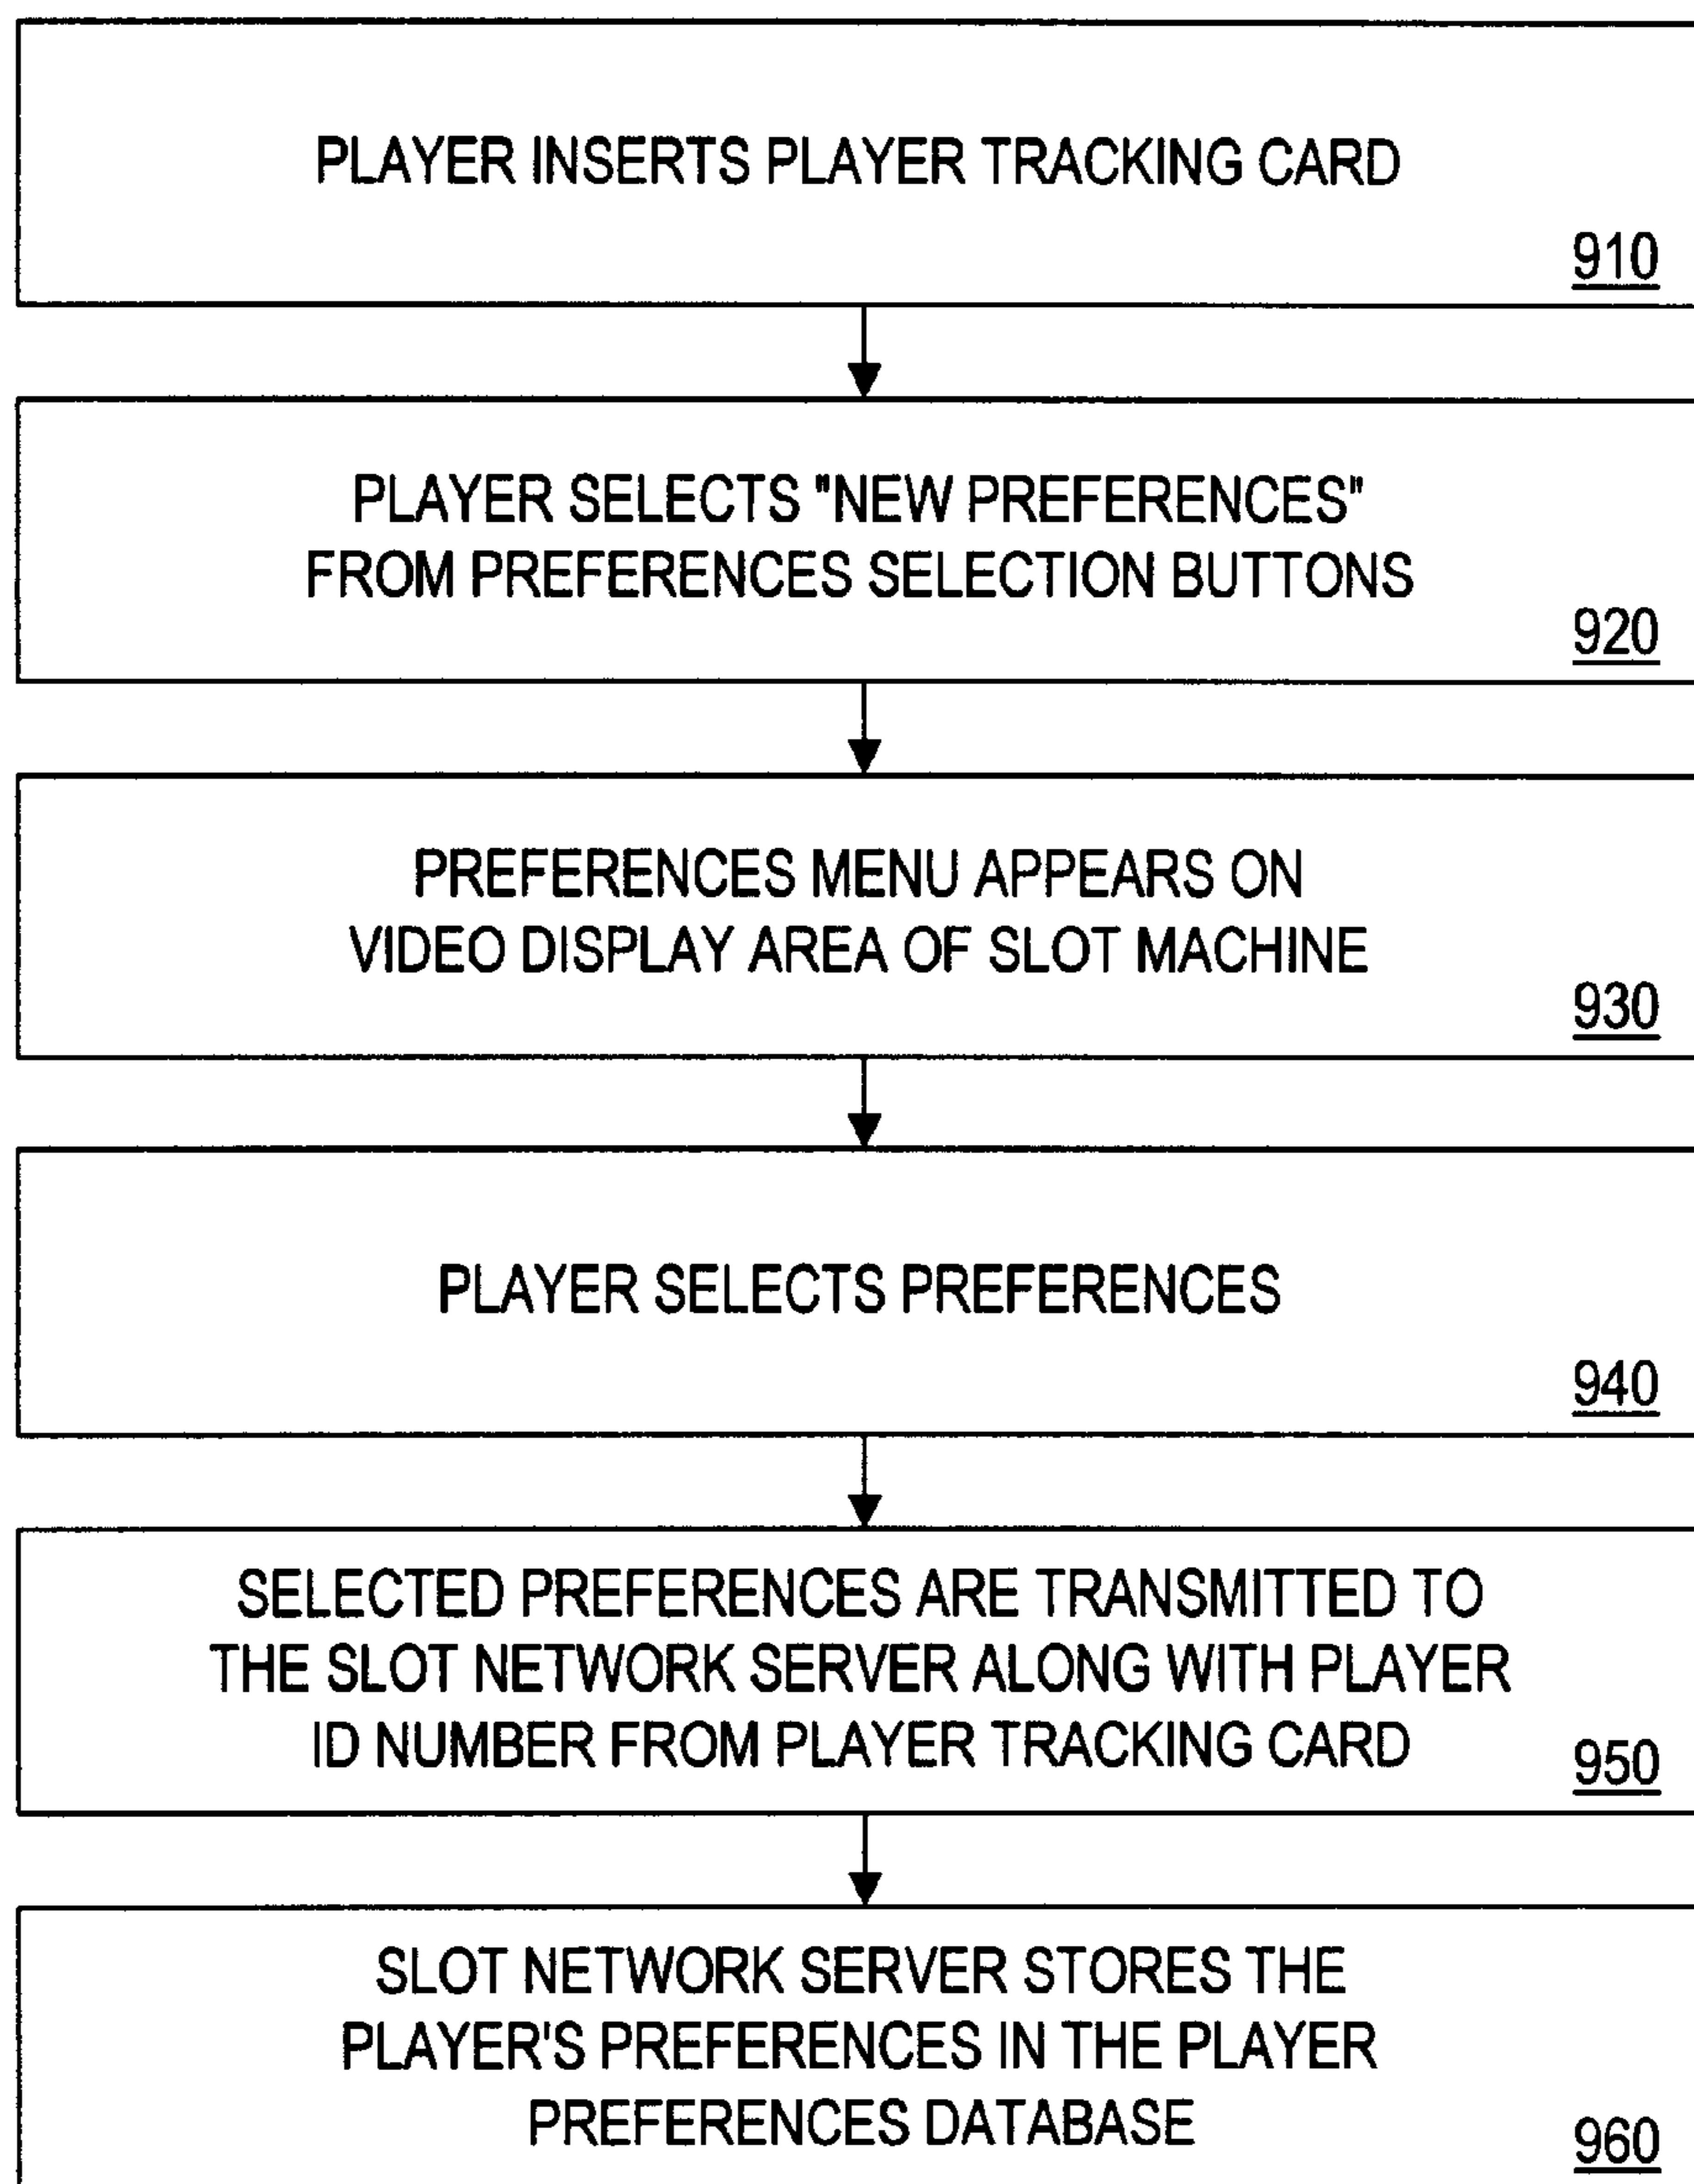 PLAYER INSERTS PLAYER TRACKING CARD
910
PLAYER SELECTS "NEW PREFERENCES"
FROM PREFERENCES SELECTION BUTTONS
920
PREFERENCES MENU APPEARS ON
VIDEO DISPLAY AREA OF SLOT MACHINE
930
PLAYER SELECTS PREFERENCES
940
SELECTED PREFERENCES ARE TRANSMITTED TO
THE SLOT NETWORK SERVER ALONG WITH PLAYER
ID NUMBER FROM PLAYER TRACKING CARD
950
SLOT NETWORK SERVER STORES THE
PLAYER'S PREFERENCES IN THE PLAYER
PREFERENCES DATABASE
960